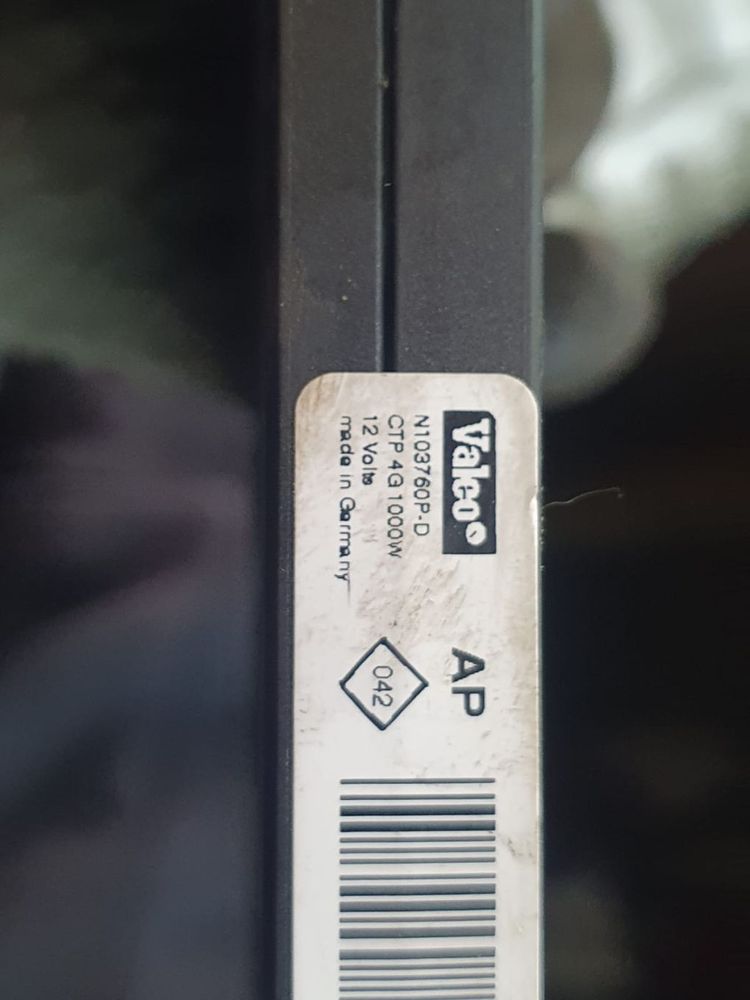 Valeo
N103760P-D
CTP 4G 1000W
12 Volts
made in Germany
AP
042